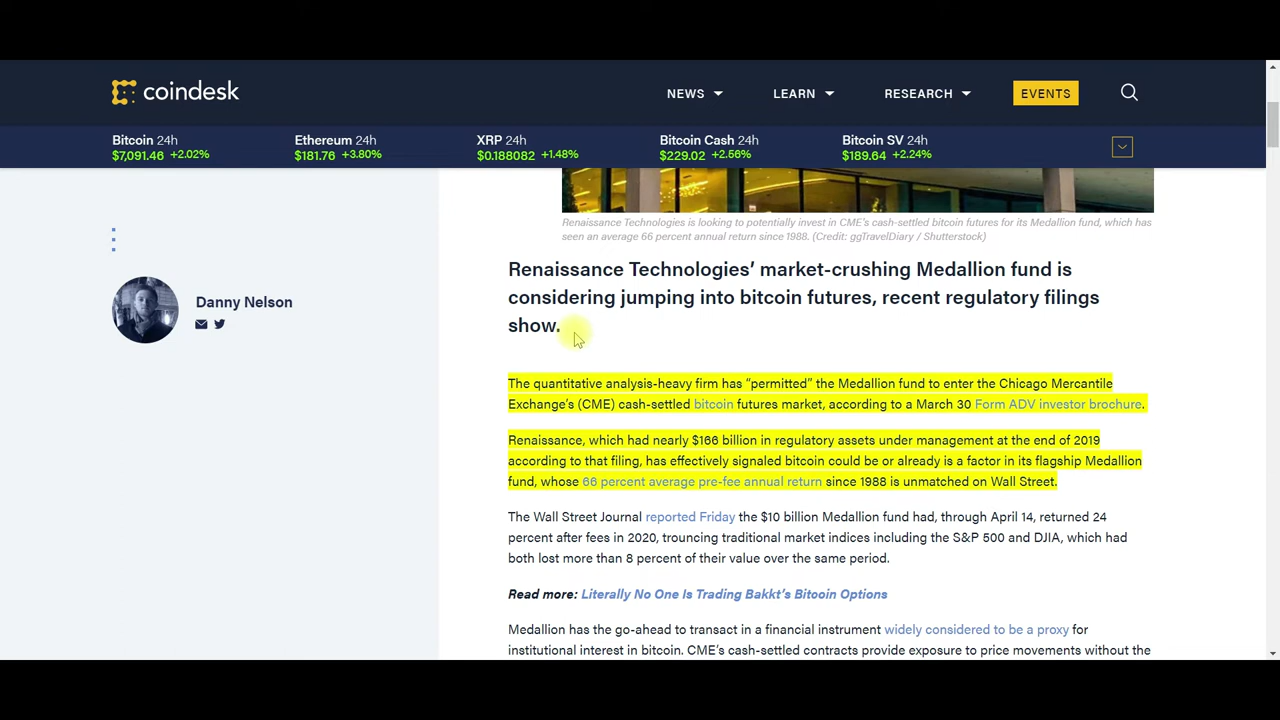 coindesk
NEWS LEARN RESEARCH EVENTS
Bitcoin 24h Ethereum 24h XRP 24h Bitcoin Cash 24h Bitcoin SV 24h
$7,091.46 +2.02% $181.76 +3.80% $0.188082 +1.48% $229.02 +2.56% $189.64 +2.24%
Renaissance Technologies is looking to potentially invest in CME's cash-settled bitcoin futures for its Medallion fund, which has
seen an average 66 percent annual return since 1988. (Credit: ggTravelDiary / Shutterstock)
Danny Nelson
Renaissance Technologies' market-crushing Medallion fund is
considering jumping into bitcoin futures, recent regulatory filings
show.
The quantitative analysis-heavy firm has “permitted” the Medallion fund to enter the Chicago Mercantile
Exchange's (CME) cash-settled bitcoin futures market, according to a March 30 Form ADV investor brochure.
Renaissance, which had nearly $166 billion in regulatory assets under management at the end of 2019
according to that filing, has effectively signaled bitcoin could be or already is a factor in its flagship Medallion
fund, whose 66 percent average pre-fee annual return since 1988 is unmatched on Wall Street.
The Wall Street Journal reported Friday the $10 billion Medallion fund had, through April 14, returned 24
percent after fees in 2020, trouncing traditional market indices including the S&P 500 and DJIA, which had
both lost more than 8 percent of their value over the same period.
Read more: Literally No One Is Trading Bakkt's Bitcoin Options
Medallion has the go-ahead to transact in a financial instrument widely considered to be a proxy for
institutional interest in bitcoin. CME's cash-settled contracts provide exposure to price movements without the